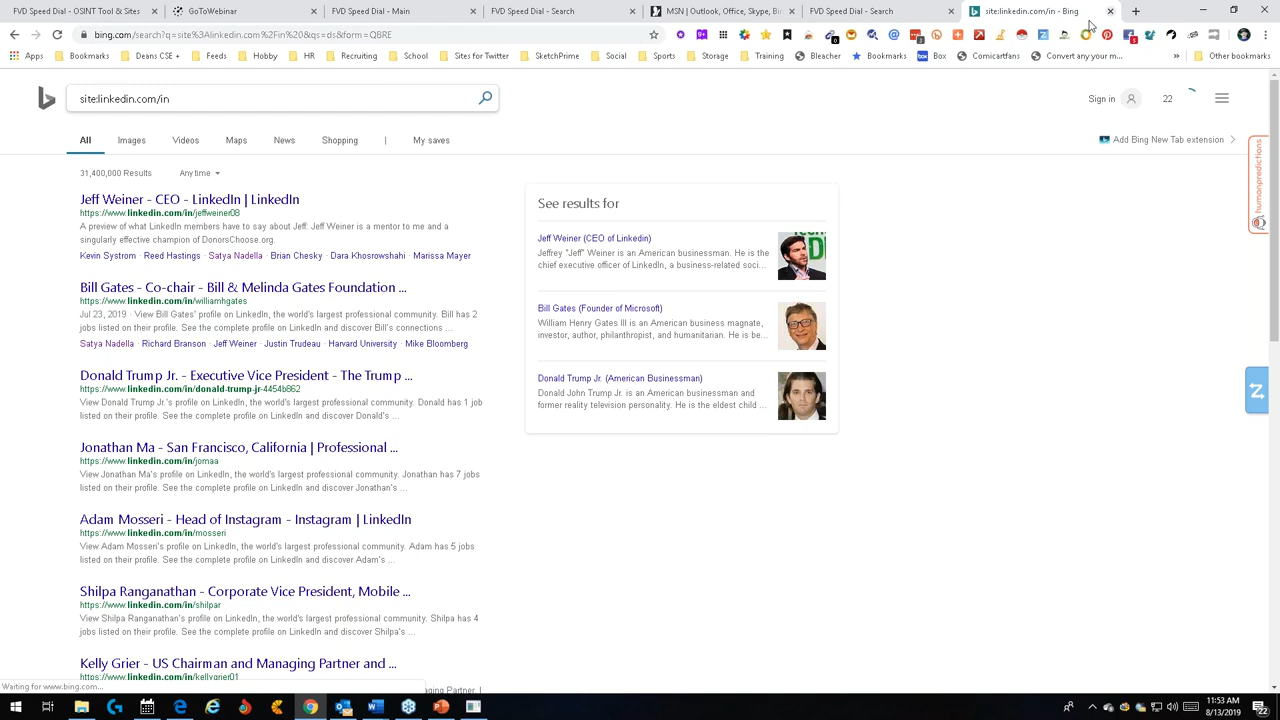 FVD Speed Dial - OSINT Tool & Sites
GoToWebinar
FVD Speed Dial - Main
FVD Speed Dial - Search
MSN | Outlook, Office, Skype, Bi
FVD Speed Dial - Search
site:linkedin.com/in - Bing
bing.com/search?q=site%3Alinkedin.com%2Fin%20&qs=ds&form=QBRE
Apps
Bookmarks
Deans CSE +
Feeds
Hobby
HR
Recruiting
School
Sites for Twitter
SketchPrime
Social
Sports
Storage
Training
Bleacher
Bookmarks
Box
Comicartfans
Convert any your m...
Other bookmarks
site:linkedin.com/in
Sign in
22
All
Images
Videos
Maps
News
Shopping
|
My saves
Add Bing New Tab extension
31,400,000 Results
Any time
Jeff Weiner - CEO - LinkedIn | LinkedIn
https://www.linkedin.com/in/jeffweiner08
A preview of what LinkedIn members have to say about Jeff: Jeff Weiner is a mentor to me and a
singularly effective champion of DonorsChoose.org.
Kevin Systrom · Reed Hastings · Satya Nadella · Brian Chesky · Dara Khosrowshahi · Marissa Mayer
Bill Gates - Co-chair - Bill & Melinda Gates Foundation ...
https://www.linkedin.com/in/williamhgates
Jul 23, 2019 · View Bill Gates' profile on LinkedIn, the world's largest professional community. Bill has 2
jobs listed on their profile. See the complete profile on LinkedIn and discover Bill's connections ...
Satya Nadella · Richard Branson · Jeff Weiner · Justin Trudeau · Harvard University · Mike Bloomberg
Donald Trump Jr. - Executive Vice President - The Trump ...
https://www.linkedin.com/in/donald-trump-jr-4454b862
View Donald Trump Jr.'s profile on LinkedIn, the world's largest professional community. Donald has 1 job
listed on their profile. See the complete profile on LinkedIn and discover Donald's ...
Jonathan Ma - San Francisco, California | Professional ...
https://www.linkedin.com/in/jomaa
View Jonathan Ma's profile on LinkedIn, the world's largest professional community. Jonathan has 7 jobs
listed on their profile. See the complete profile on LinkedIn and discover Jonathan's ...
Adam Mosseri - Head of Instagram - Instagram | LinkedIn
https://www.linkedin.com/in/mosseri
View Adam Mosseri's profile on LinkedIn, the world's largest professional community. Adam has 5 jobs
listed on their profile. See the complete profile on LinkedIn and discover Adam's ...
Shilpa Ranganathan - Corporate Vice President, Mobile ...
https://www.linkedin.com/in/shilpar
View Shilpa Ranganathan's profile on LinkedIn, the world's largest professional community. Shilpa has 4
jobs listed on their profile. See the complete profile on LinkedIn and discover Shilpa's ...
Kelly Grier - US Chairman and Managing Partner and ...
https://www.linkedin.com/in/kellygrier01
See results for
Jeff Weiner (CEO of Linkedin)
Jeffrey "Jeff" Weiner is an American businessman. He is the
chief executive officer of LinkedIn, a business-related soci...
Bill Gates (Founder of Microsoft)
William Henry Gates III is an American business magnate,
investor, author, philanthropist, and humanitarian. He is be...
Donald Trump Jr. (American Businessman)
Donald John Trump Jr. is an American businessman and
former reality television personality. He is the eldest child ...
humanpredictions
Waiting for www.bing.com...
11:53 AM
8/13/2019
22